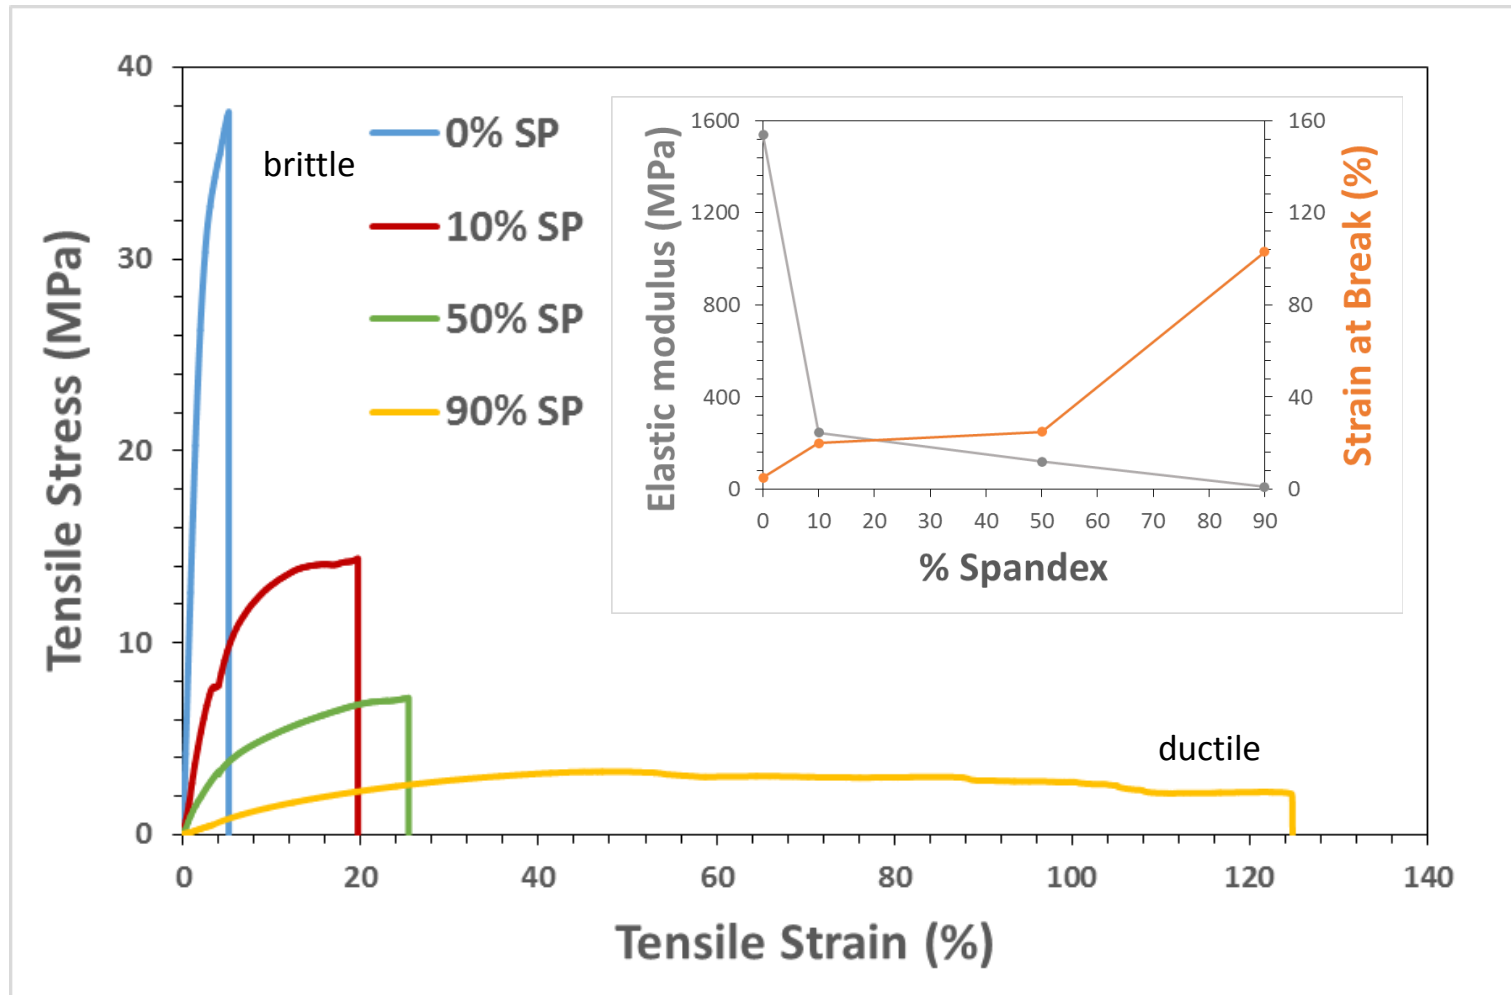 40
30
20
10
0
Tensile Stress (MPa)
0 20 40 60 80 100 120 140
Tensile Strain (%)
0% SP
10% SP
50% SP
90% SP
brittle
ductile
1600
1200
800
400
0
Elastic modulus (MPa)
160
120
80
40
0
Strain at Break (%)
0 10 20 30 40 50 60 70 80 90
% Spandex